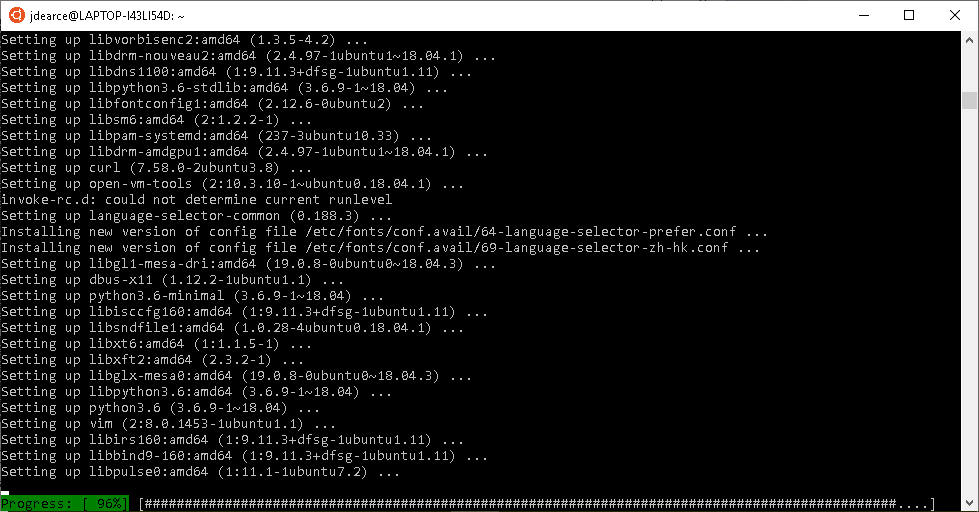 jdearce@LAPTOP-I43LI54D: ~
Setting up libvorbisenc2:amd64 (1.3.5-4.2) ...
Setting up libdrm-nouveau2:amd64 (2.4.97-1ubuntu1~18.04.1) ...
Setting up libdns1100:amd64 (1:9.11.3+dfsg-1ubuntu1.11) ...
Setting up libpython3.6-stdlib:amd64 (3.6.9-1~18.04) ...
Setting up libfontconfig1:amd64 (2.12.6-0ubuntu2) ...
Setting up libsm6:amd64 (2:1.2.2-1) ...
Setting up libpam-systemd:amd64 (237-3ubuntu10.33) ...
Setting up libdrm-amdgpu1:amd64 (2.4.97-1ubuntu1~18.04.1) ...
Setting up curl (7.58.0-2ubuntu3.8) ...
Setting up open-vm-tools (2:10.3.10-1~ubuntu0.18.04.1) ...
invoke-rc.d: could not determine current runlevel
Setting up language-selector-common (0.188.3) ...
Installing new version of config file /etc/fonts/conf.avail/64-language-selector-prefer.conf ...
Installing new version of config file /etc/fonts/conf.avail/69-language-selector-zh-hk.conf ...
Setting up libgl1-mesa-dri:amd64 (19.0.8-0ubuntu0~18.04.3) ...
Setting up dbus-x11 (1.12.2-1ubuntu1.1) ...
Setting up python3.6-minimal (3.6.9-1~18.04) ...
Setting up libisccfg160:amd64 (1:9.11.3+dfsg-1ubuntu1.11) ...
Setting up libsndfile1:amd64 (1.0.28-4ubuntu0.18.04.1) ...
Setting up libxt6:amd64 (1:1.1.5-1) ...
Setting up libxft2:amd64 (2.3.2-1) ...
Setting up libglx-mesa0:amd64 (19.0.8-0ubuntu0~18.04.3) ...
Setting up libpython3.6:amd64 (3.6.9-1~18.04) ...
Setting up python3.6 (3.6.9-1~18.04) ...
Setting up vim (2:8.0.1453-1ubuntu1.1) ...
Setting up libirs160:amd64 (1:9.11.3+dfsg-1ubuntu1.11) ...
Setting up libbind9-160:amd64 (1:9.11.3+dfsg-1ubuntu1.11) ...
Setting up libpulse0:amd64 (1:11.1-1ubuntu7.2) ...
Progress: [ 96%] [##############################################################################################....]